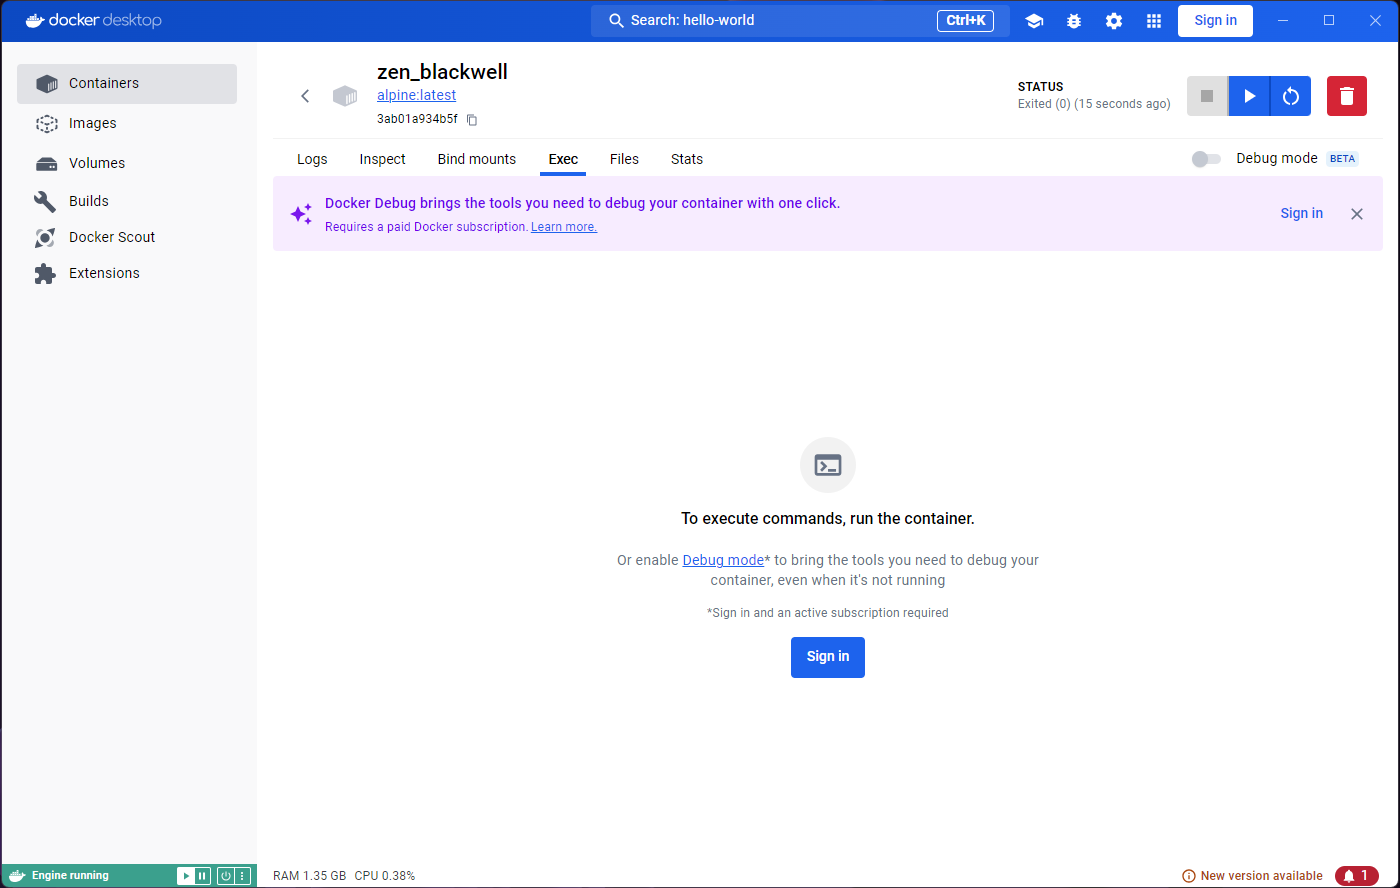 docker desktop
Search: hello-world
Ctrl+K
Sign in
Containers
Images
Volumes
Builds
Docker Scout
Extensions
zen_blackwell
alpine:latest
3ab01a934b5f
STATUS
Exited (0) (15 seconds ago)
Logs
Inspect
Bind mounts
Exec
Files
Stats
Debug mode
BETA
Docker Debug brings the tools you need to debug your container with one click.
Requires a paid Docker subscription. Learn more.
Sign in
To execute commands, run the container.
Or enable Debug mode* to bring the tools you need to debug your
container, even when it's not running
*Sign in and an active subscription required
Sign in
Engine running
RAM 1.35 GB
CPU 0.38%
New version available
1